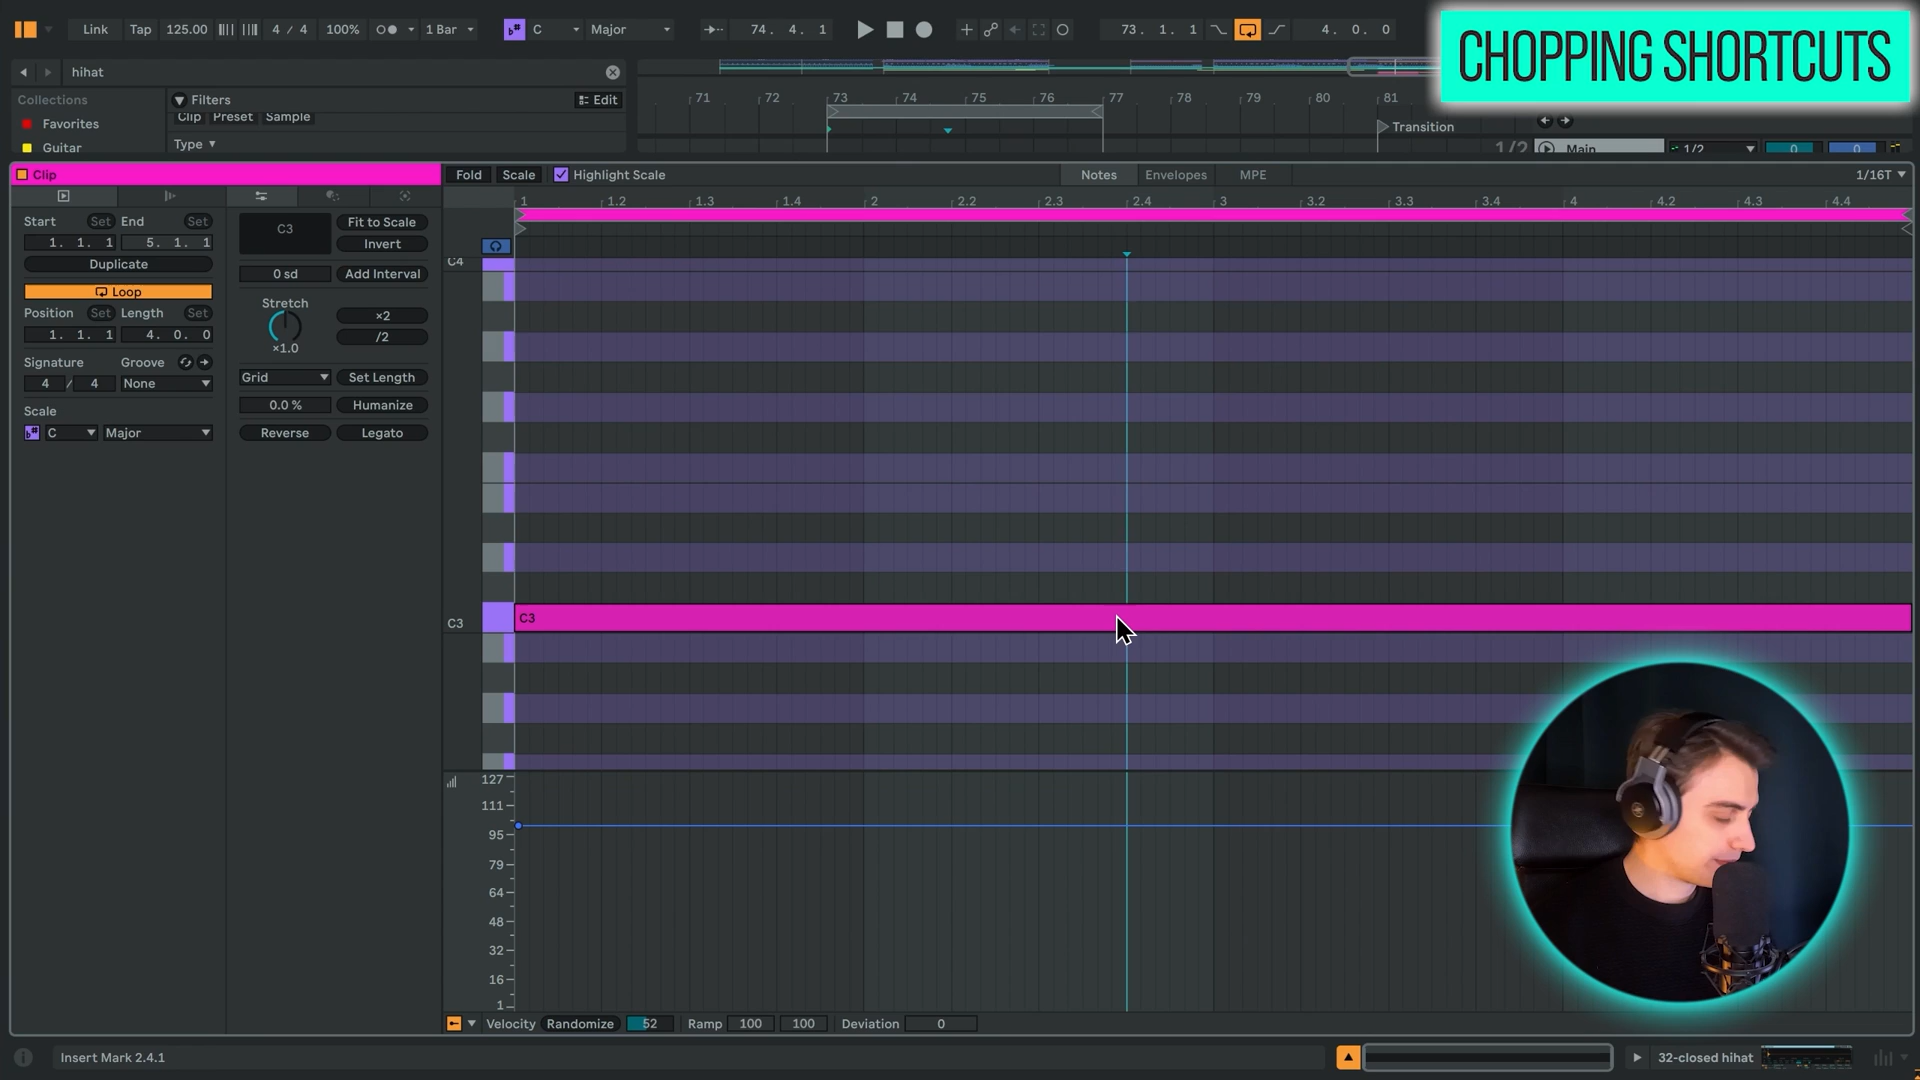 Link Tap 125.00 4 / 4 100% 1 Bar C Major 74. 4. 1 73. 1. 1 4. 0. 0
CHOPPING SHORTCUTS
hihat
Collections
Favorites
Guitar
Filters Edit
Clip Preset Sample
Type
71 72 73 74 75 76 77 78 79 80 81
Transition
1/2 Main 1/2 0 0
Clip
Start Set End Set
1. 1. 1 5. 1. 1
Duplicate
Loop
Position Set Length Set
1. 1. 1 4. 0. 0
Signature Groove
4 / 4 None
Scale
C Major
C3 Fit to Scale
Invert
0 sd Add Interval
Stretch
×2
/2
×1.0
Grid Set Length
0.0 % Humanize
Reverse Legato
Fold Scale Highlight Scale Notes Envelopes MPE 1/16T
1 1.2 1.3 1.4 2 2.2 2.3 2.4 3 3.2 3.3 3.4 4 4.2 4.3 4.4
C4
C3 C3
127
111
95
79
64
48
32
16
1
Velocity Randomize 52 Ramp 100 100 Deviation 0
Insert Mark 2.4.1 32-closed hihat